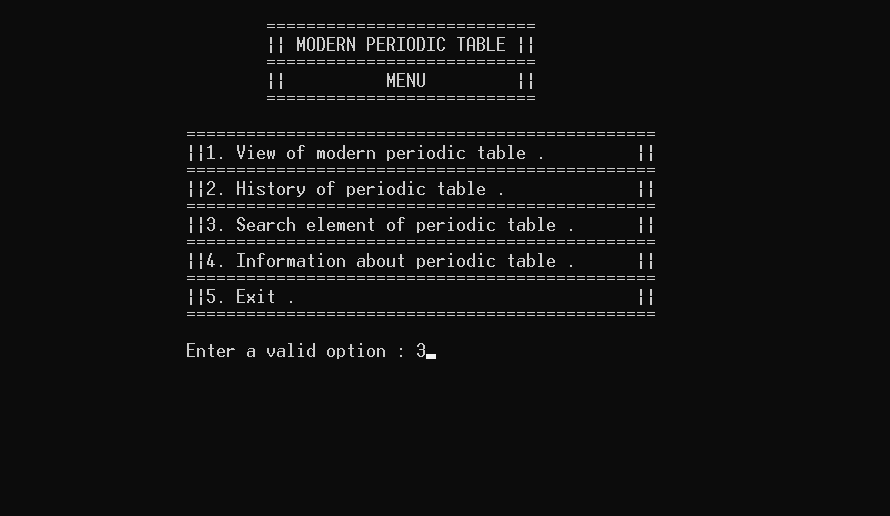 ===========================
|| MODERN PERIODIC TABLE ||
===========================
||          MENU         ||
===========================
===============================================
||1. View of modern periodic table .         ||
===============================================
||2. History of periodic table .             ||
===============================================
||3. Search element of periodic table .      ||
===============================================
||4. Information about periodic table .      ||
===============================================
||5. Exit .                                  ||
===============================================
Enter a valid option : 3_